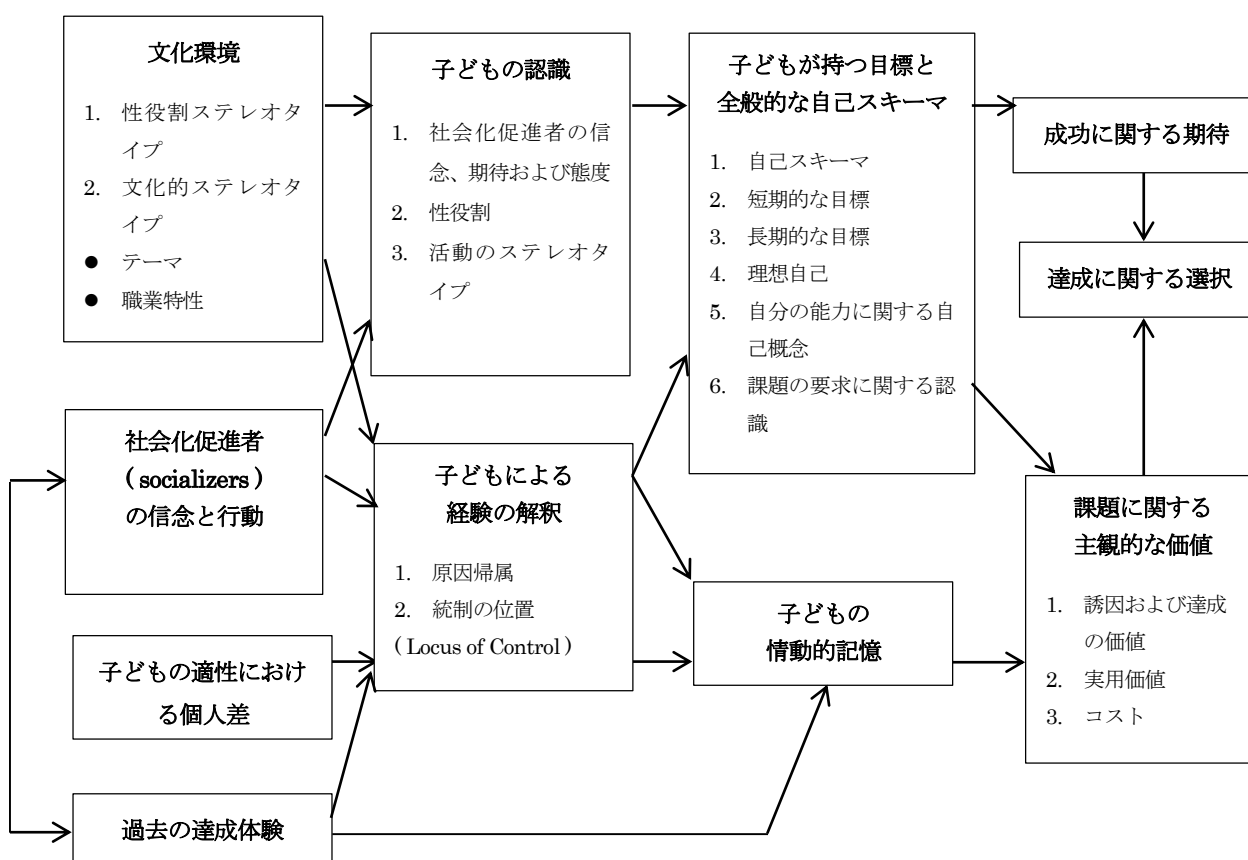 文化環境
1. 性役割ステレオタ
イプ
2. 文化的ステレオタ
イプ
● テーマ
● 職業特性
子どもの認識
1. 社会化促進者の信
念、期待および態度
2. 性役割
3. 活動のステレオタ
イプ
子どもが持つ目標と
全般的な自己スキーマ
1. 自己スキーマ
2. 短期的な目標
3. 長期的な目標
4. 理想自己
5. 自分の能力に関する自
己概念
6. 課題の要求に関する認
識
成功に関する期待
達成に関する選択
社会化促進者
(socializers)
の信念と行動
子どもによる
経験の解釈
1. 原因帰属
2. 統制の位置
(Locus of Control)
課題に関する
主観的な価値
1. 誘因および達成
の価値
2. 実用価値
3. コスト
子どもの
情動的記憶
子どもの適性におけ
る個人差
過去の達成体験